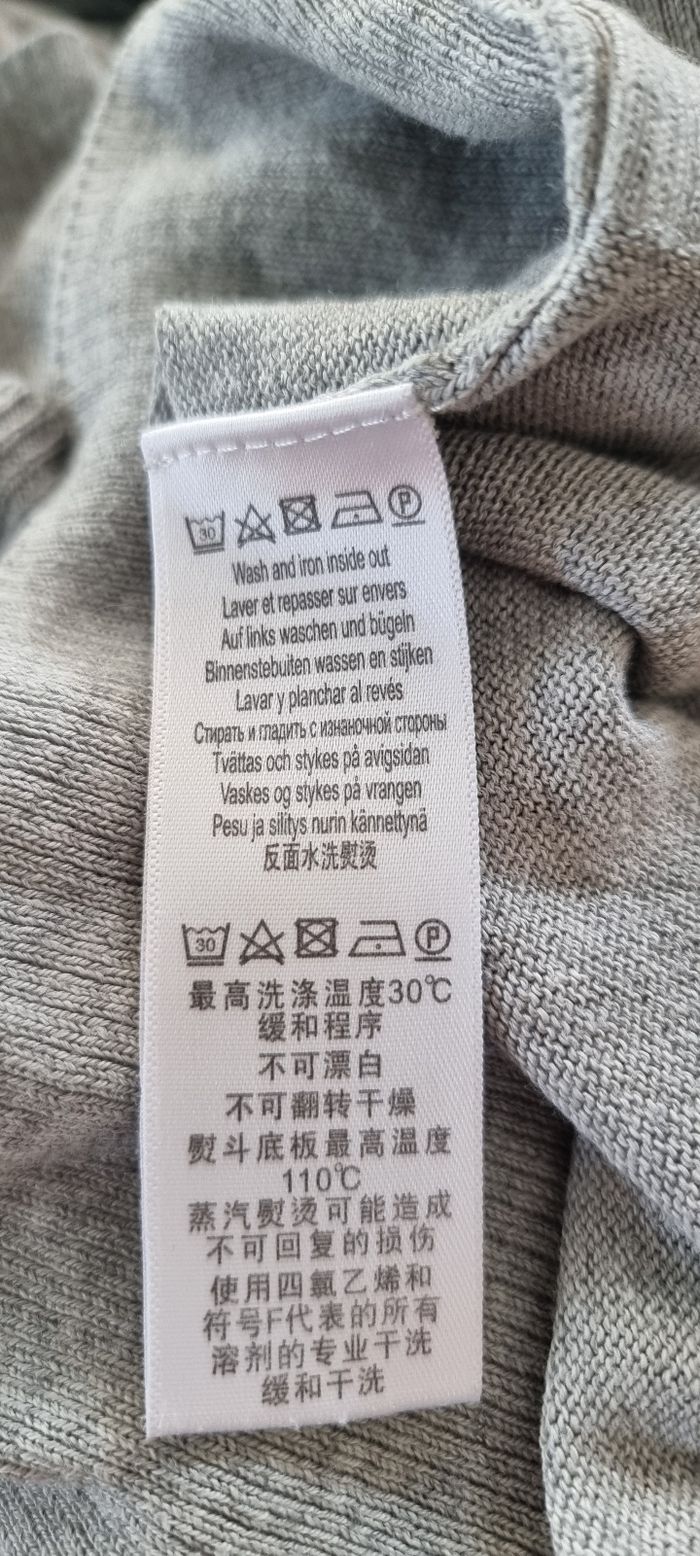 30 P
Wash and iron inside out
Laver et repasser sur envers
Auf links waschen und bügeln
Binnenstebuiten wassen en stijken
Lavar y planchar al revés
Стирать и гладить с изнаночной стороны
Tvättas och stykes på avigsidan
Vaskes og stykes på vrangen
Pesu ja silitys nurin kännettynä
反面水洗熨烫
30 P
最高洗涤温度30℃
缓和程序
不可漂白
不可翻转干燥
熨斗底板最高温度
110℃
蒸汽熨烫可能造成
不可回复的损伤
使用四氯乙烯和
符号F代表的所有
溶剂的专业干洗
缓和干洗